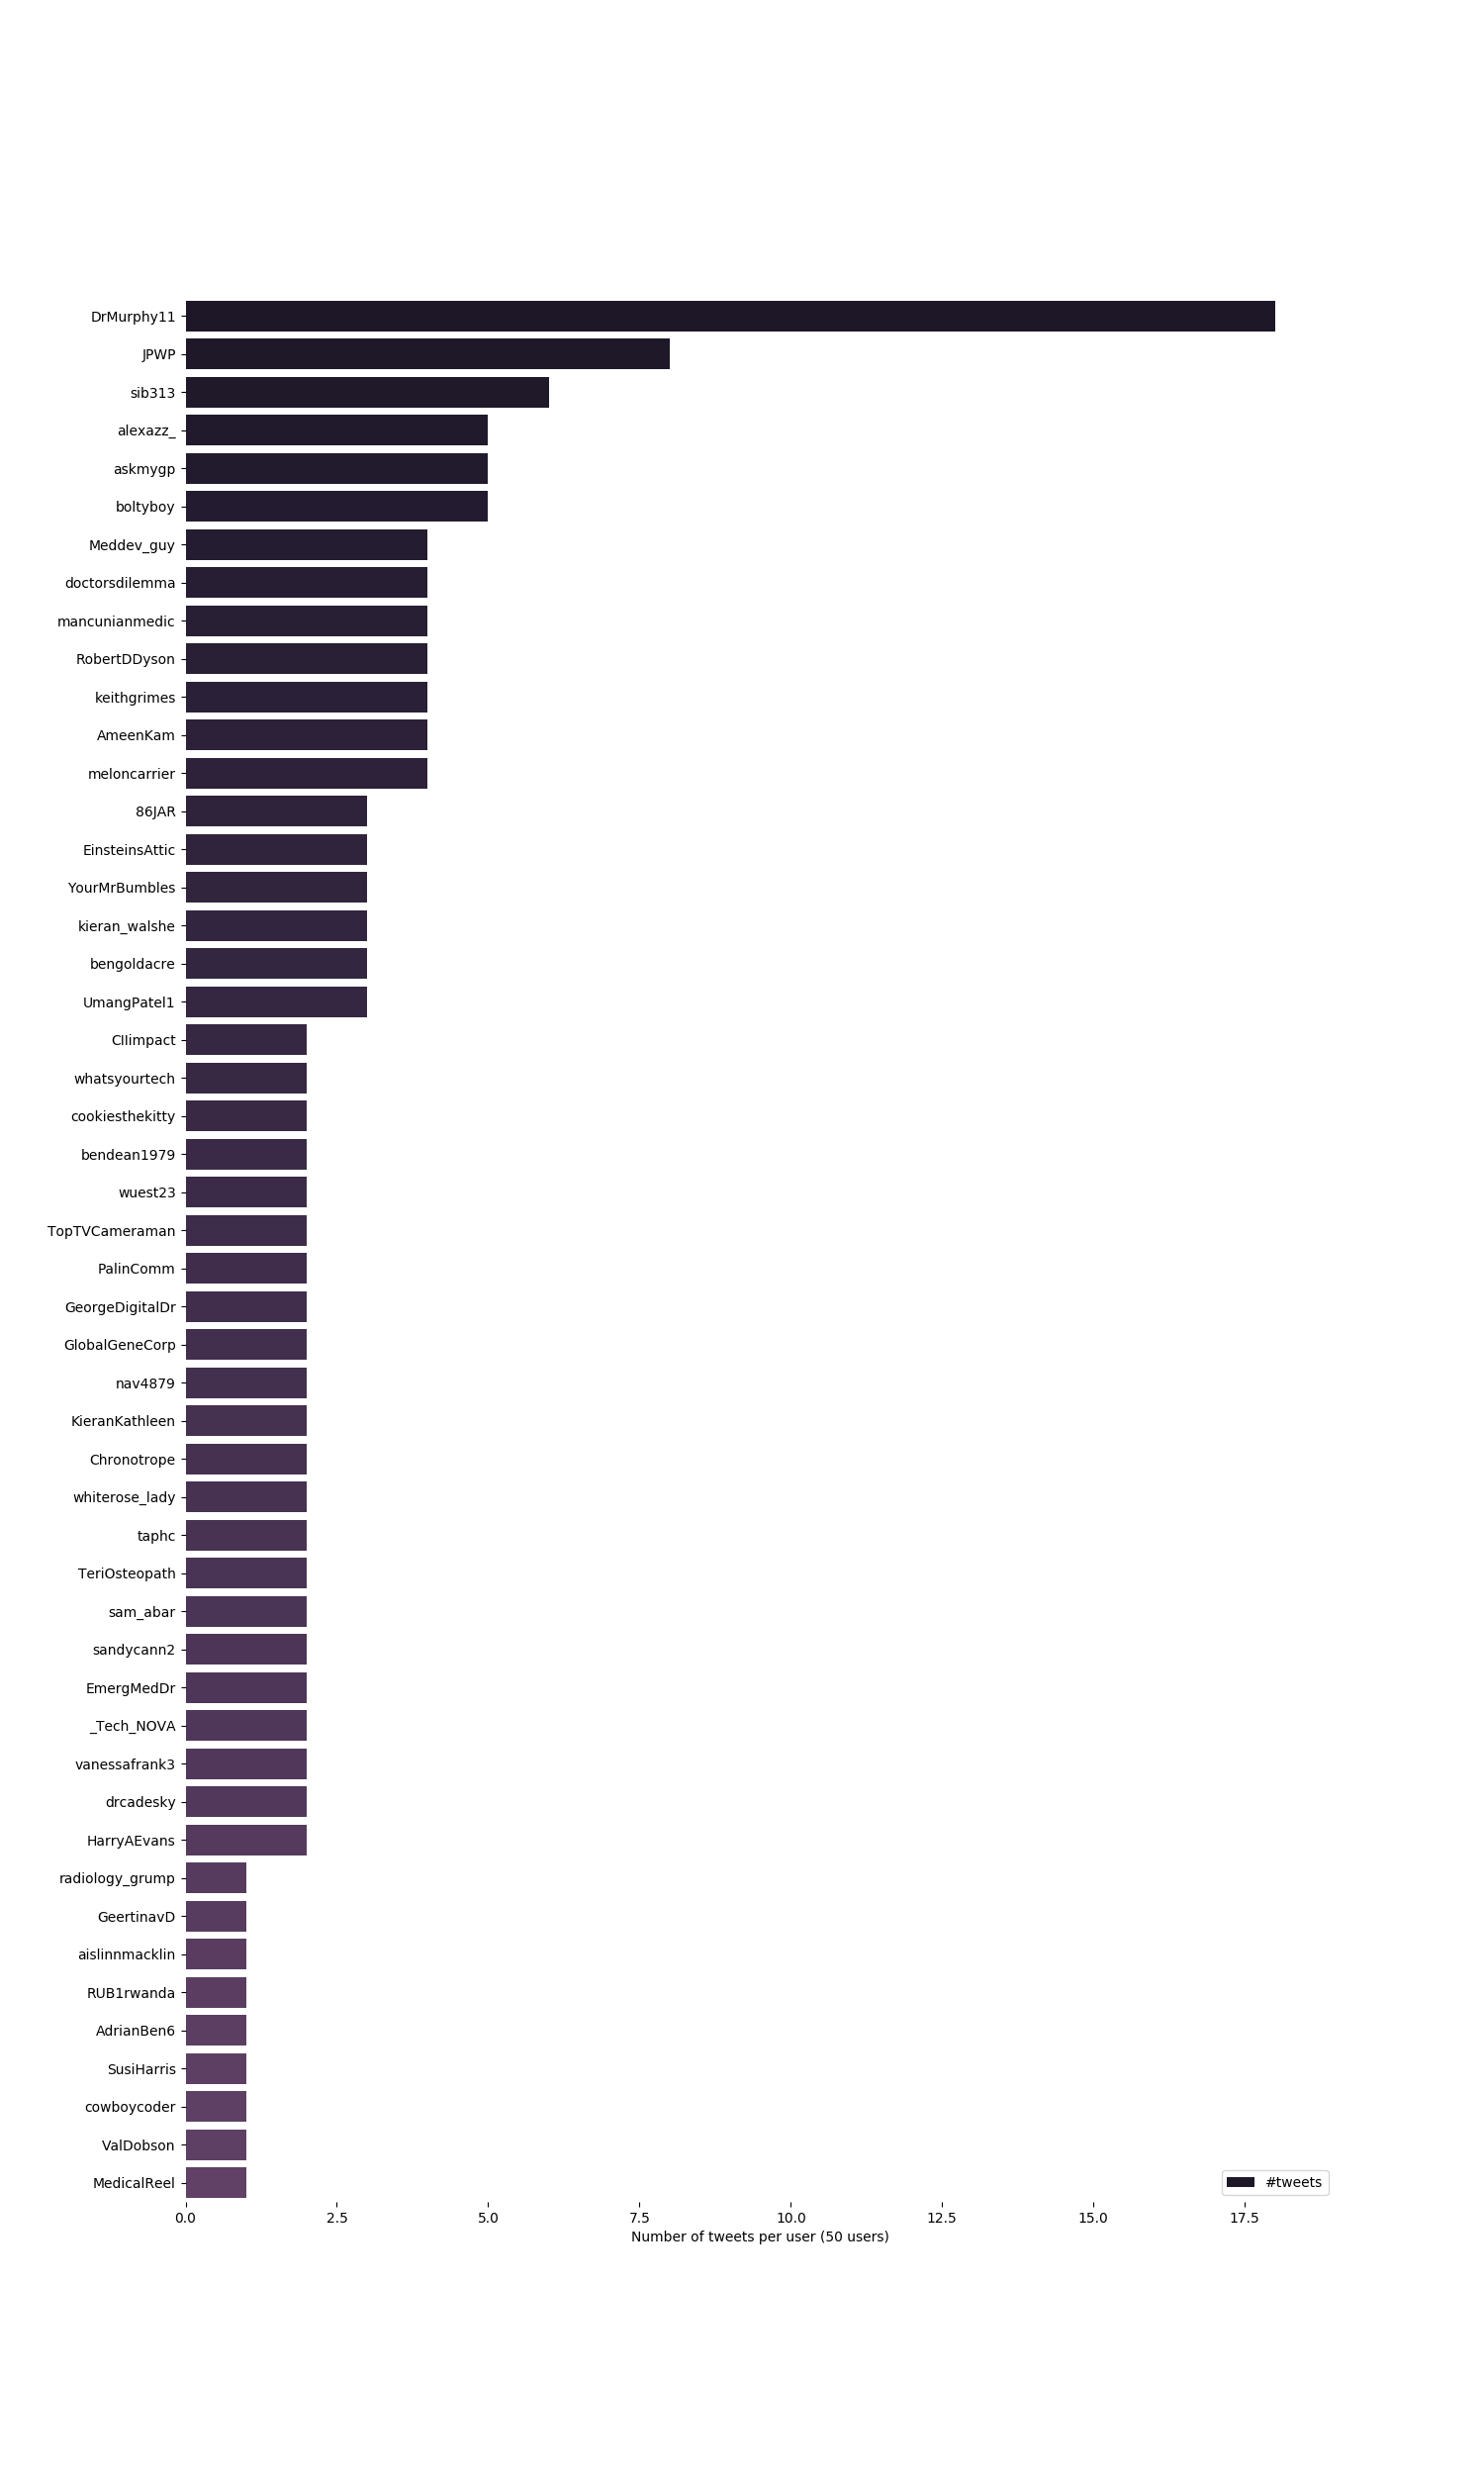 DrMurphy11
JPWP
sib313
alexazz_
askmygp
boltyboy
Meddev_guy
doctorsdilemma
mancunianmedic
RobertDDyson
keithgrimes
AmeenKam
meloncarrier
86JAR
EinsteinsAttic
YourMrBumbles
kieran_walshe
bengoldacre
UmangPatel1
CIIimpact
whatsyourtech
cookiesthekitty
bendean1979
wuest23
TopTVCameraman
PalinComm
GeorgeDigitalDr
GlobalGeneCorp
nav4879
KieranKathleen
Chronotrope
whiterose_lady
taphc
TeriOsteopath
sam_abar
sandycann2
EmergMedDr
_Tech_NOVA
vanessafrank3
drcadesky
HarryAEvans
radiology_grump
GeertinavD
aislinnmacklin
RUB1rwanda
AdrianBen6
SusiHarris
cowboycoder
ValDobson
MedicalReel
#tweets
0.0 2.5 5.0 7.5 10.0 12.5 15.0 17.5
Number of tweets per user (50 users)